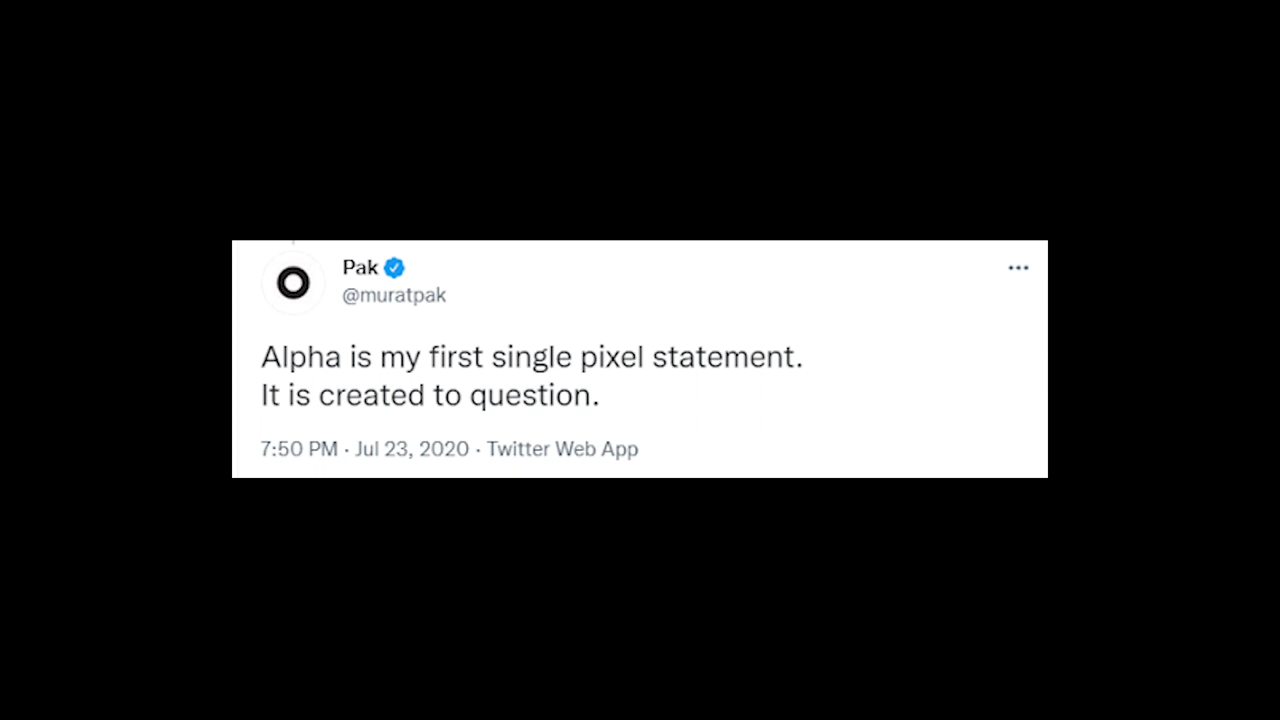 Pak
@muratpak
Alpha is my first single pixel statement.
It is created to question.
7:50 PM · Jul 23, 2020 · Twitter Web App